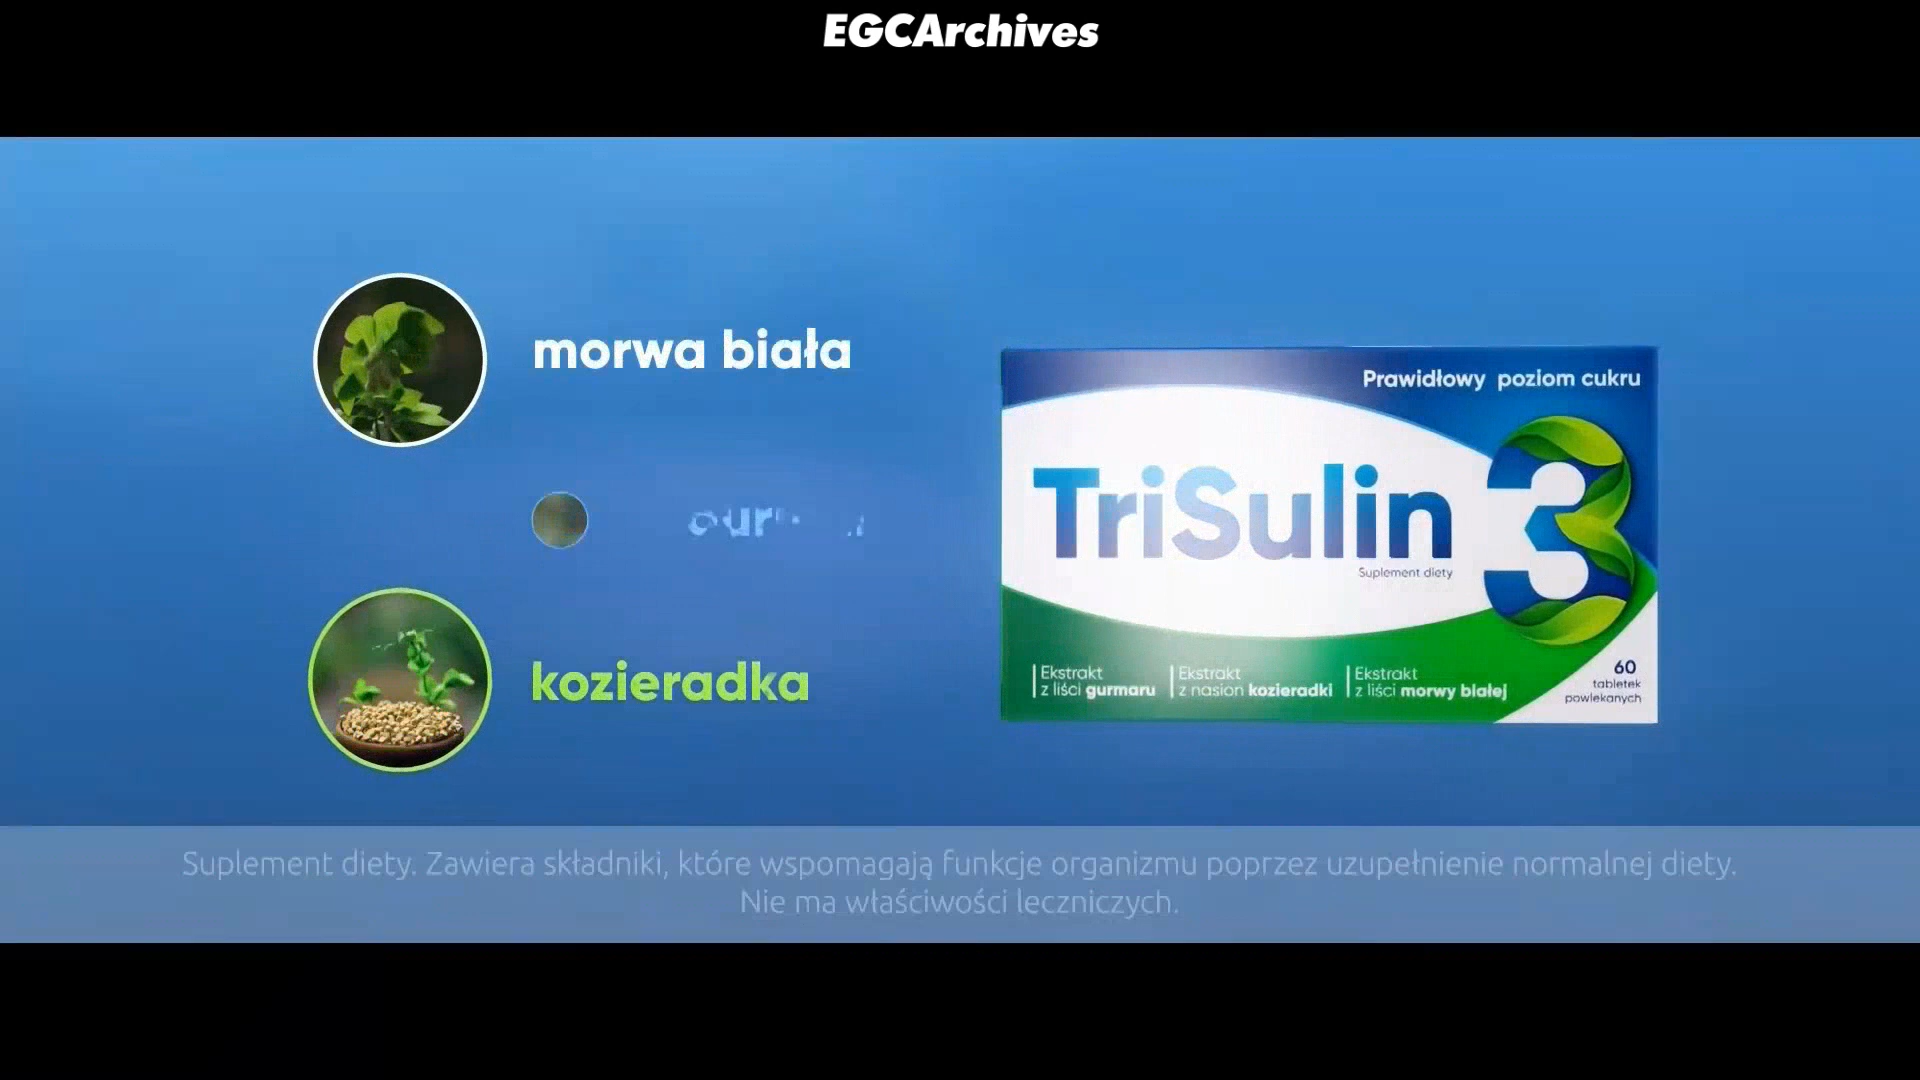 EGCArchives
morwa biała
kozieradka
Prawidłowy poziom cukru
TriSulin 3
Suplement diety
Ekstrakt
z liści gurmaru
Ekstrakt
z nasion kozieradki
Ekstrakt
z liści morwy białej
60
tabletek
powlekanych
Suplement diety. Zawiera składniki, które wspomagają funkcje organizmu poprzez uzupełnienie normalnej diety.
Nie ma właściwości leczniczych.